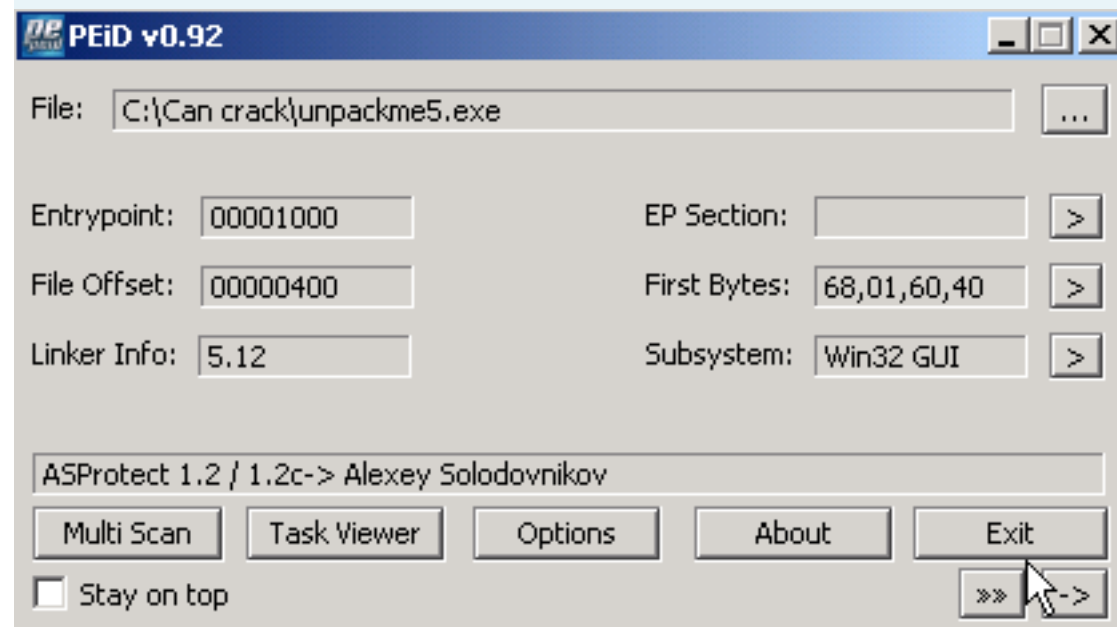 PEiD v0.92
File: C:\Can crack\unpackme5.exe ...
Entrypoint: 00001000 EP Section: >
File Offset: 00000400 First Bytes: 68,01,60,40 >
Linker Info: 5.12 Subsystem: Win32 GUI >
ASProtect 1.2 / 1.2c-> Alexey Solodovnikov
Multi Scan Task Viewer Options About Exit
Stay on top »» ->